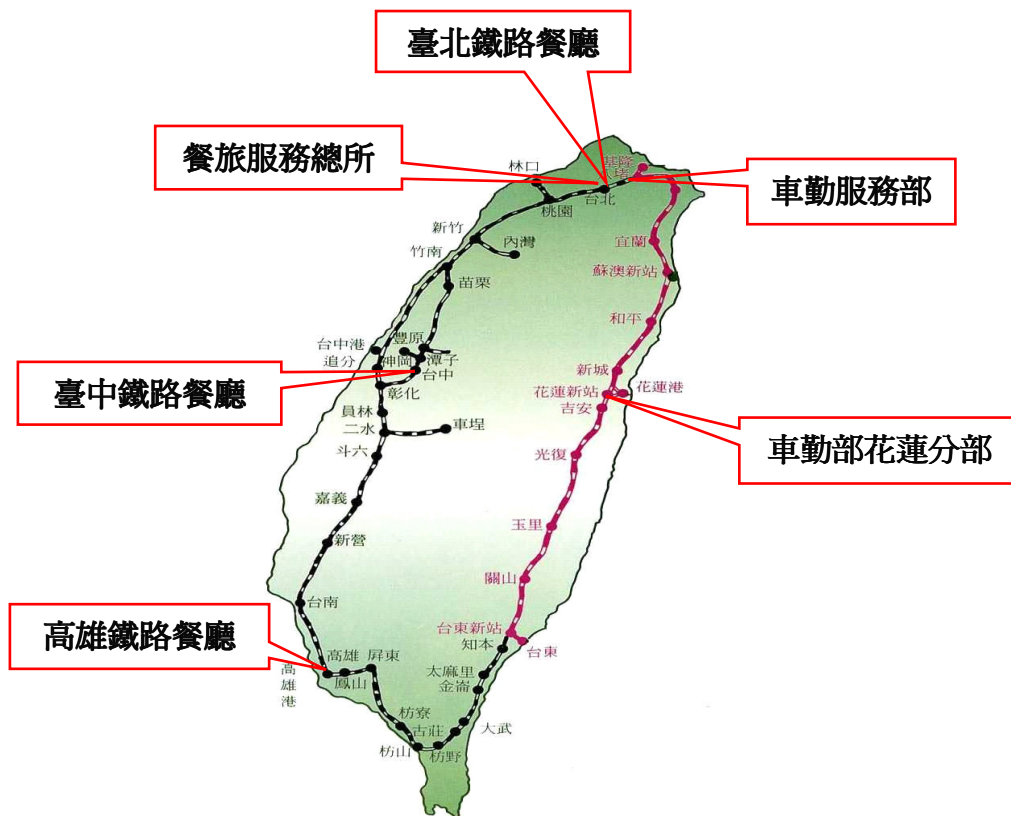 臺北鐵路餐廳
餐旅服務總所
車勤服務部
基隆
堵
林口
台北
桃園
新竹
內灣
竹南
苗栗
宜蘭
蘇澳新站
和平
豐原
台中港
追分
神岡
潭子
台中
臺中鐵路餐廳
彰化
新城
花蓮新站
花蓮港
吉安
員林
二水
車埕
斗六
車勤部花蓮分部
光復
嘉義
玉里
新營
關山
台南
高雄鐵路餐廳
台東新站
知本
台東
高雄
屏東
鳳山
高雄港
太麻里
金崙
枋寮
古莊
大武
枋山
枋野